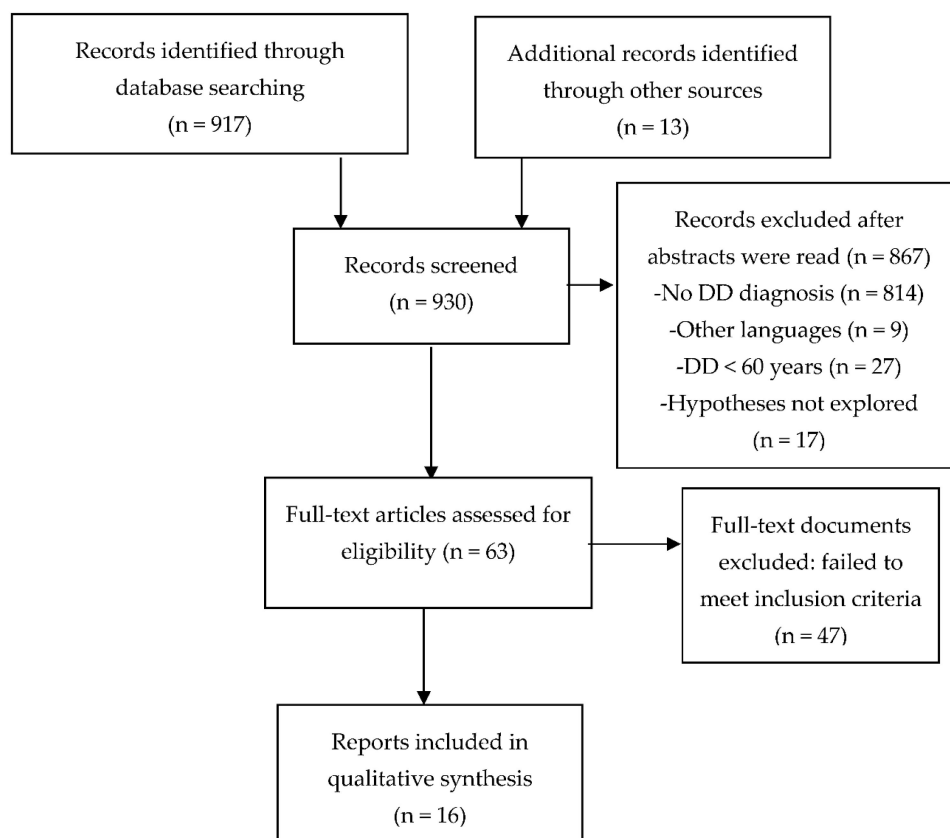 Records identified through
database searching
(n = 917)
Additional records identified
through other sources
(n = 13)
Records screened
(n = 930)
Records excluded after
abstracts were read (n = 867)
-No DD diagnosis (n = 814)
-Other languages (n = 9)
-DD < 60 years (n = 27)
-Hypotheses not explored
(n = 17)
Full-text articles assessed for
eligibility (n = 63)
Full-text documents
excluded: failed to
meet inclusion criteria
(n = 47)
Reports included in
qualitative synthesis
(n = 16)